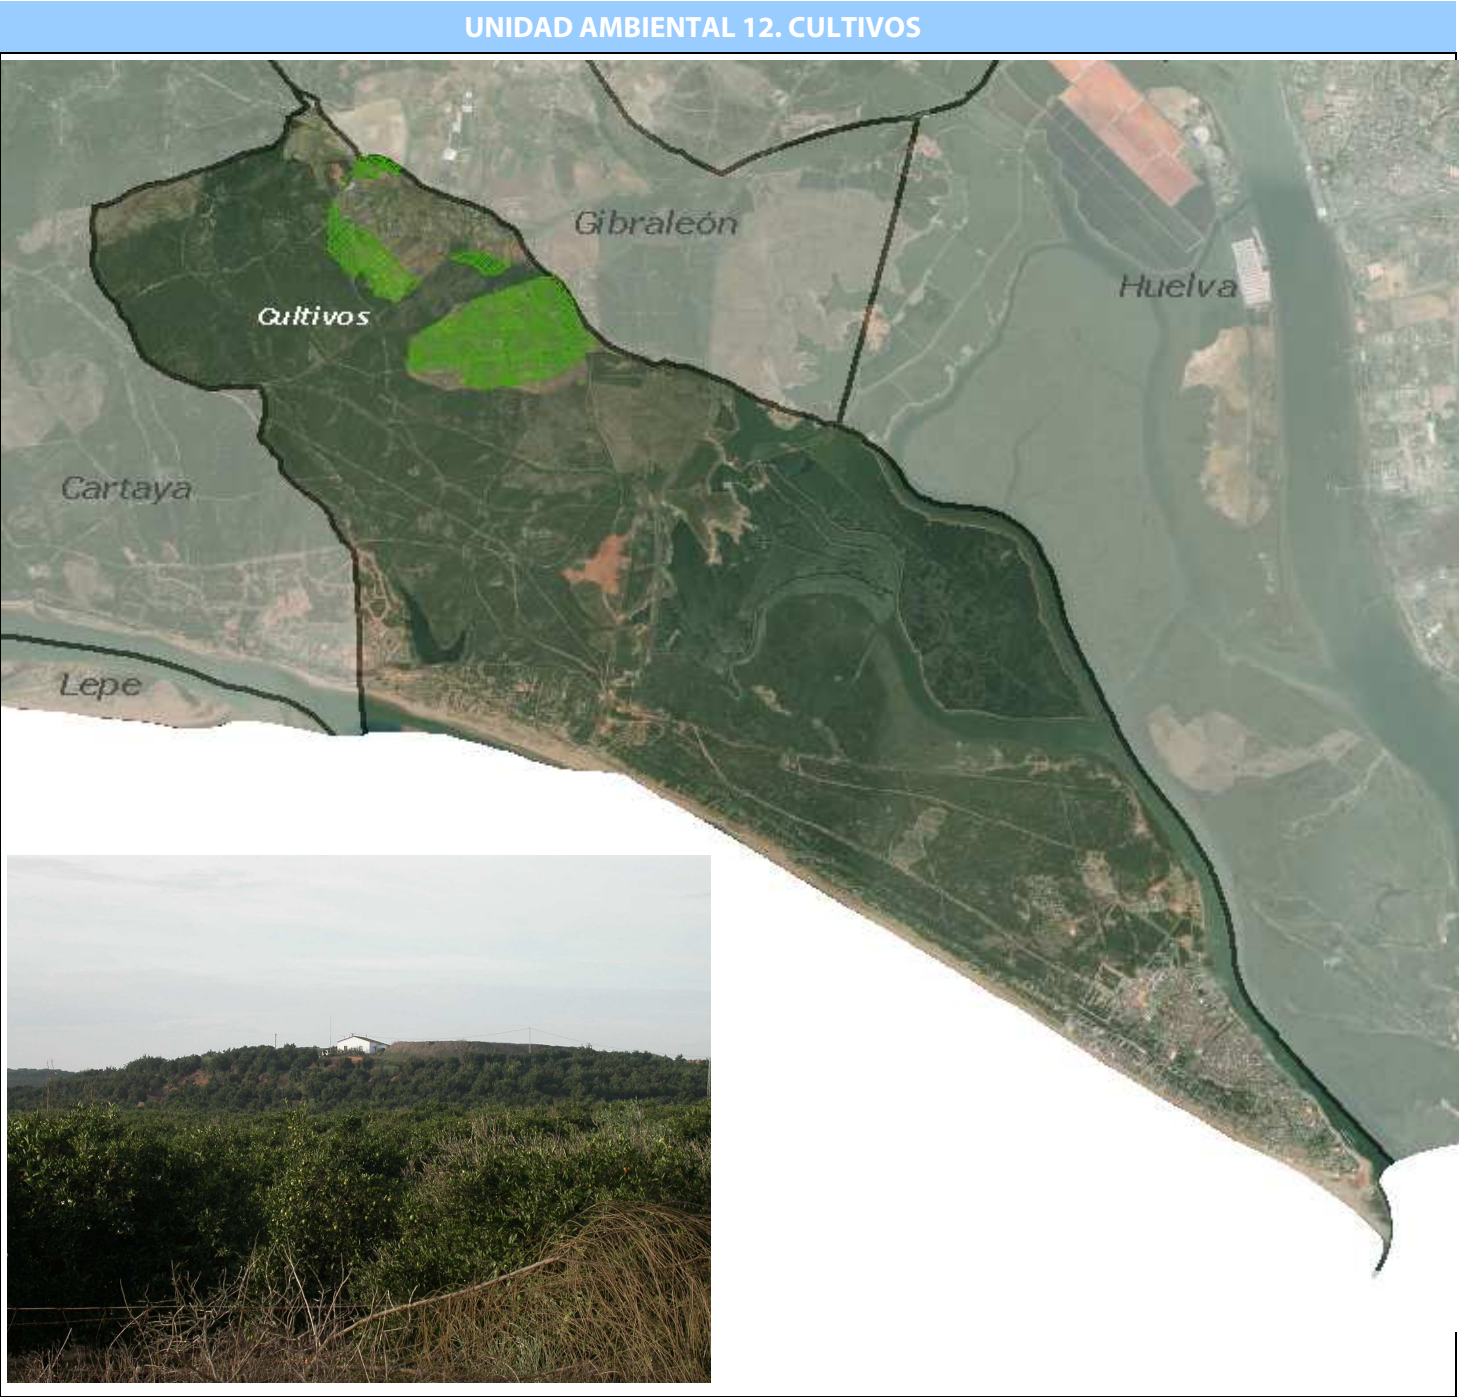 UNIDAD AMBIENTAL 12. CULTIVOS
Gibraleón
Huelva
Cultivos
Cartaya
Lepe